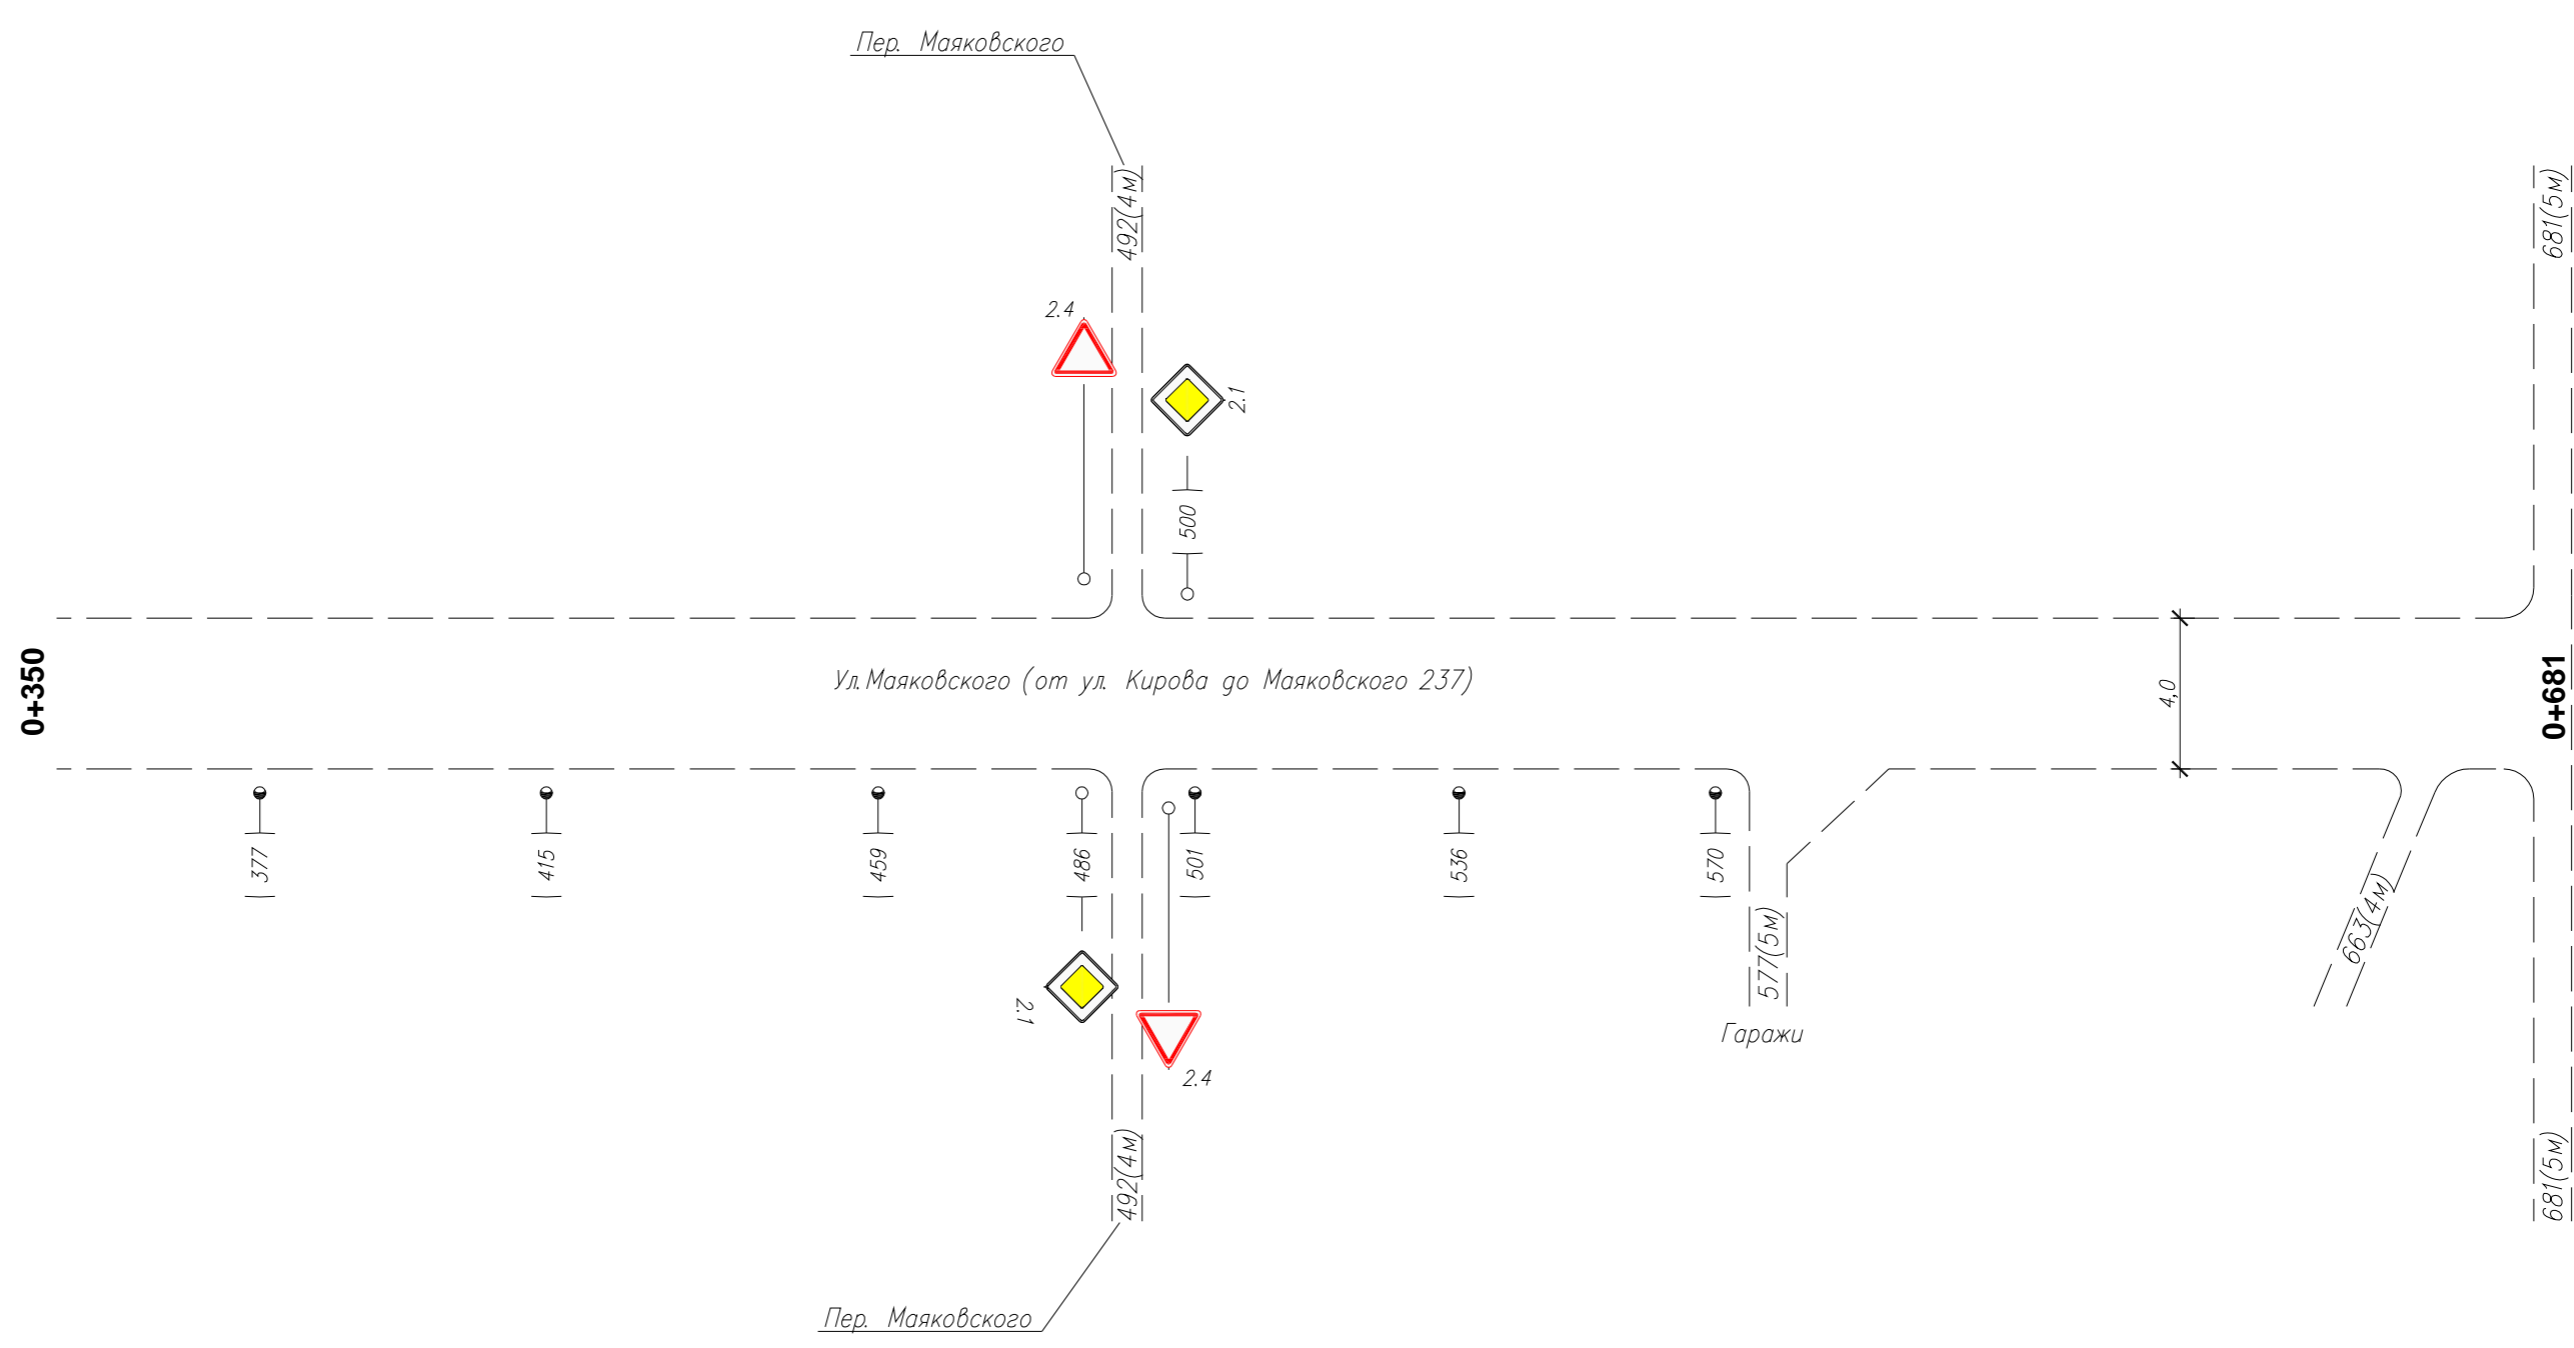 Пер. Маяковского
492(4м)
681(5м)
2.4
2.1
500
0+350
Ул.Маяковского (от ул. Кирова до Маяковского 237)
4,0
0+681
377
415
459
486
501
536
570
663(4м)
577(5м)
2.1
Гаражи
2.4
492(4м)
681(5м)
Пер. Маяковского